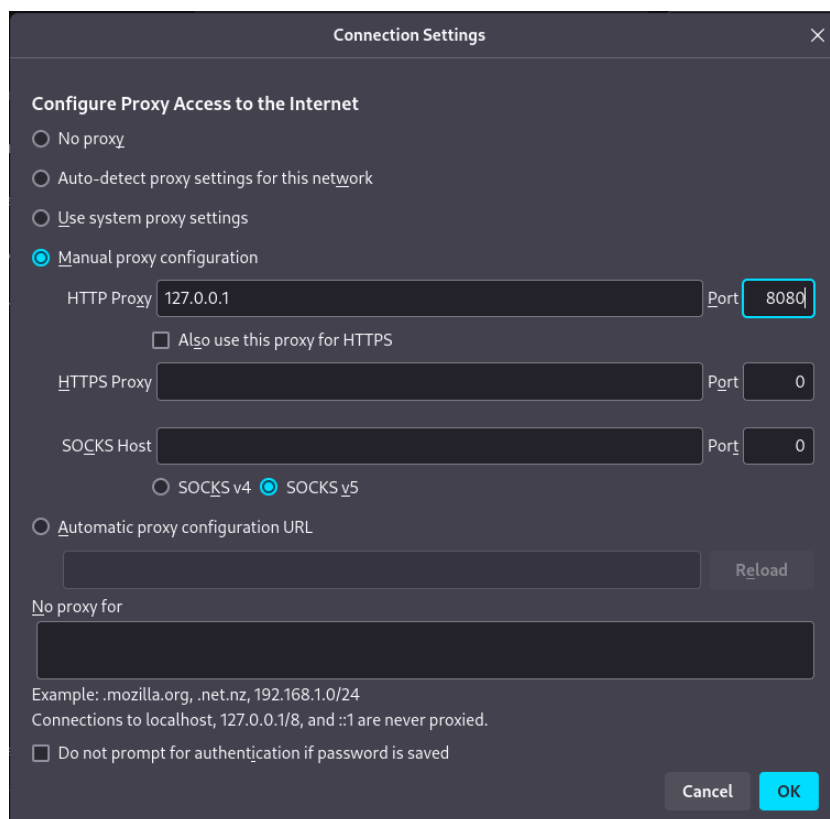 Connection Settings
Configure Proxy Access to the Internet
No proxy
Auto-detect proxy settings for this network
Use system proxy settings
Manual proxy configuration
HTTP Proxy 127.0.0.1 Port 8080
Also use this proxy for HTTPS
HTTPS Proxy Port 0
SOCKS Host Port 0
SOCKS v4 SOCKS v5
Automatic proxy configuration URL
Reload
No proxy for
Example: .mozilla.org, .net.nz, 192.168.1.0/24
Connections to localhost, 127.0.0.1/8, and ::1 are never proxied.
Do not prompt for authentication if password is saved
Cancel OK